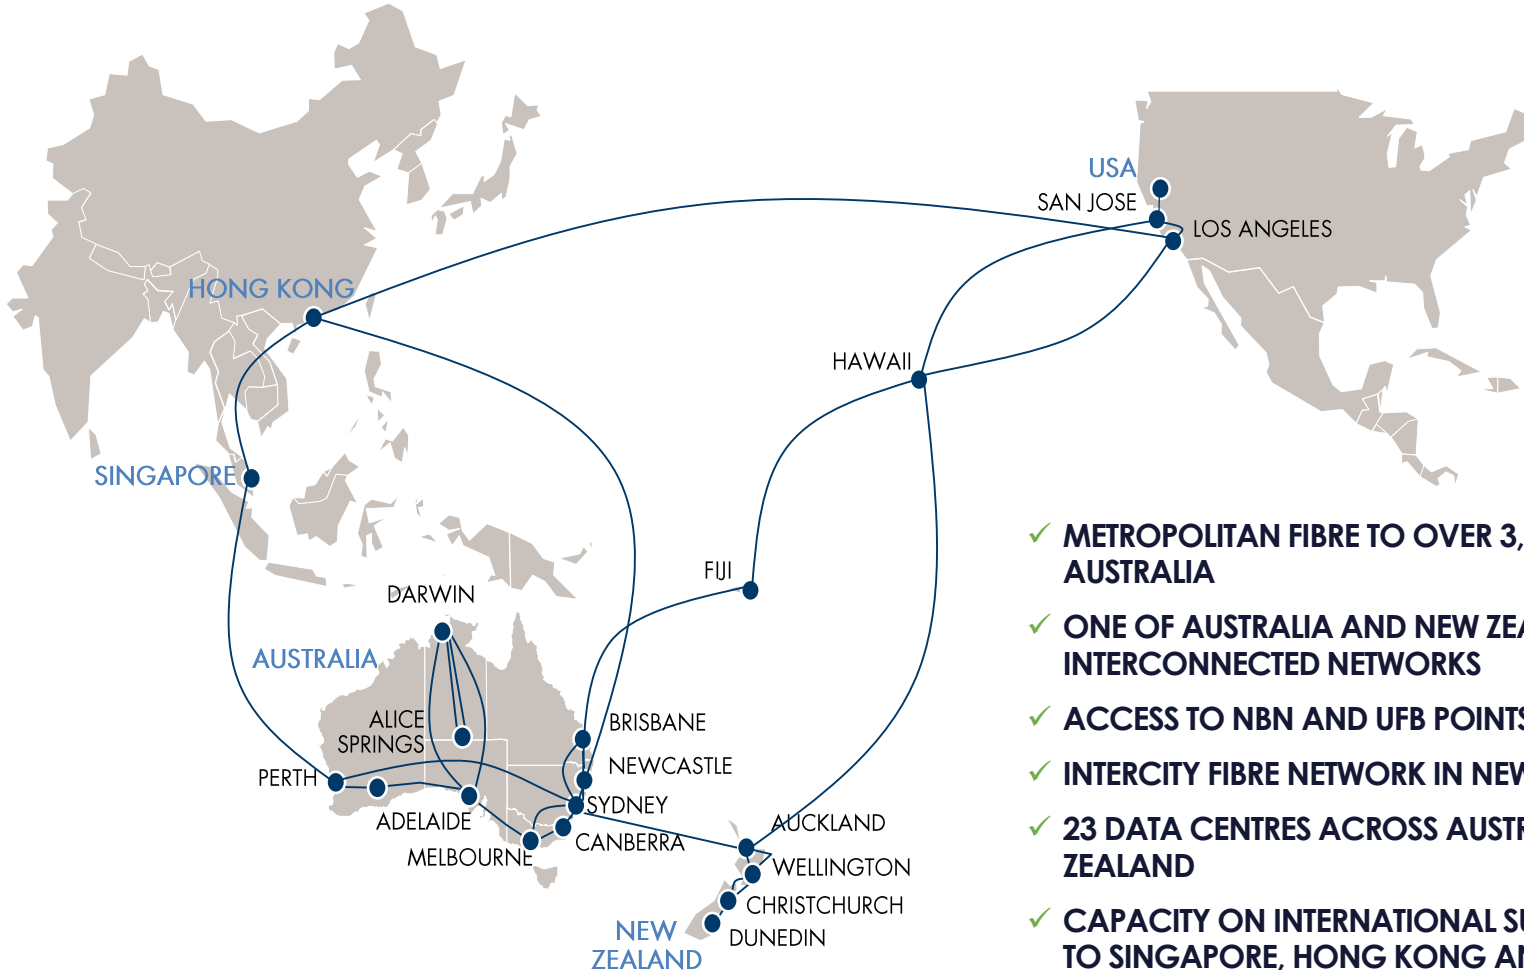 USA
SAN JOSE
LOS ANGELES
HONG KONG
HAWAII
SINGAPORE
FIJI
DARWIN
AUSTRALIA
ALICE
SPRINGS
BRISBANE
NEWCASTLE
PERTH
SYDNEY
ADELAIDE
CANBERRA
MELBOURNE
AUCKLAND
WELLINGTON
CHRISTCHURCH
DUNEDIN
NEW
ZEALAND
✓ METROPOLITAN FIBRE TO OVER 3,
AUSTRALIA
✓ ONE OF AUSTRALIA AND NEW ZEA
INTERCONNECTED NETWORKS
✓ ACCESS TO NBN AND UFB POINTS
✓ INTERCITY FIBRE NETWORK IN NEW
✓ 23 DATA CENTRES ACROSS AUSTR
ZEALAND
✓ CAPACITY ON INTERNATIONAL SU
TO SINGAPORE, HONG KONG AN